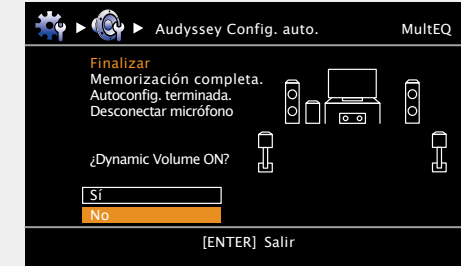 Audyssey Config. auto. MultEQ
Finalizar
Memorización completa.
Autoconfig. terminada.
Desconectar micrófono
¿Dynamic Volume ON?
Sí
No
[ENTER] Salir